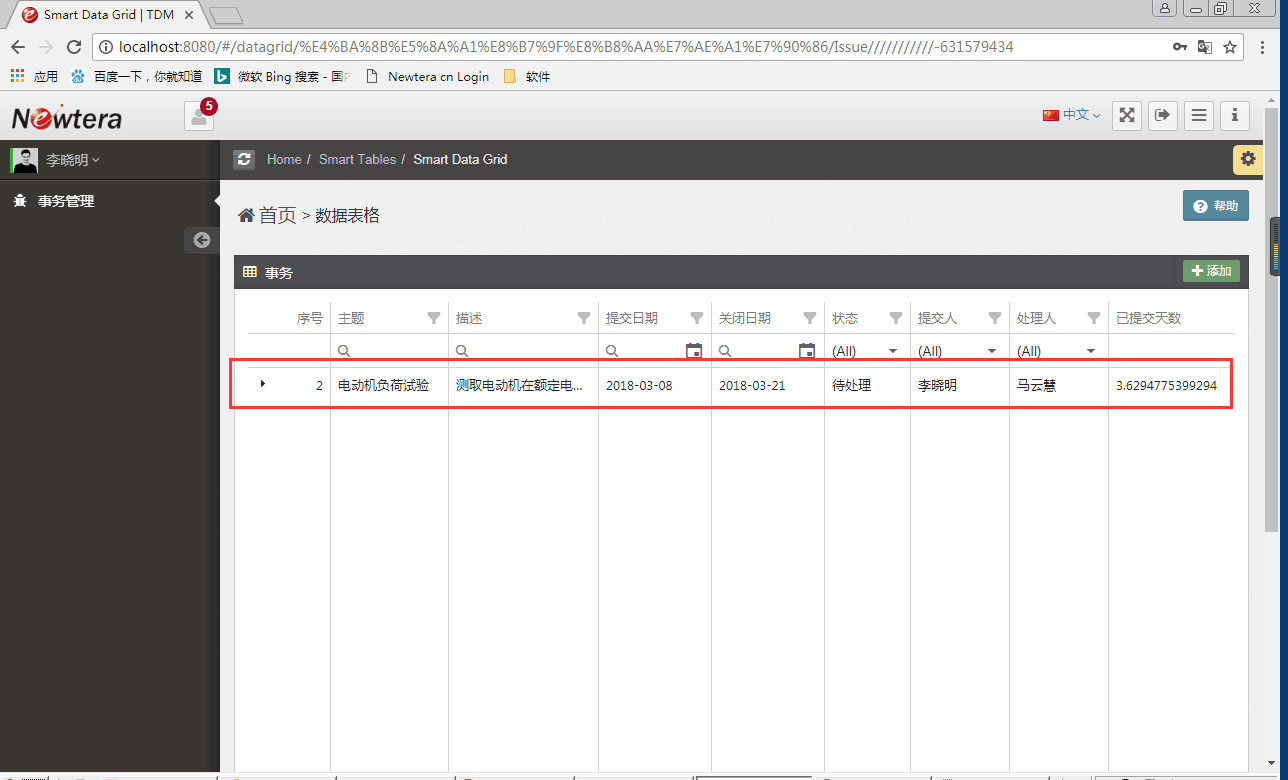 Smart Data Grid | TDM
localhost:8080/#/datagrid/%E4%BA%8B%E5%8A%A1%E8%B7%9F%E8%B8%AA%E7%AE%A1%E7%90%86/Issue///////////-631579434
应用 百度一下，你就知道 微软 Bing 搜索 - 国 Newtera cn Login 软件
Newtera 5 中文
李晓明 Home / Smart Tables / Smart Data Grid
事务管理
首页 > 数据表格 帮助
事务 添加
序号 主题 描述 提交日期 关闭日期 状态 提交人 处理人 已提交天数
(All) (All) (All)
2 电动机负荷试验 测取电动机在额定电... 2018-03-08 2018-03-21 待处理 李晓明 马云慧 3.6294775399294